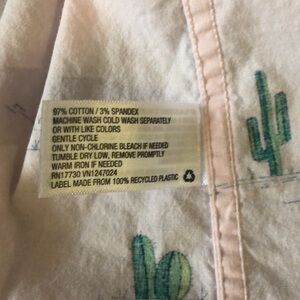 97% COTTON / 3% SPANDEX
MACHINE WASH COLD WASH SEPARATELY
OR WITH LIKE COLORS
GENTLE CYCLE
ONLY NON-CHLORINE BLEACH IF NEEDED
TUMBLE DRY LOW, REMOVE PROMPTLY
WARM IRON IF NEEDED
RN17730 VN1247024
LABEL MADE FROM 100% RECYCLED PLASTIC